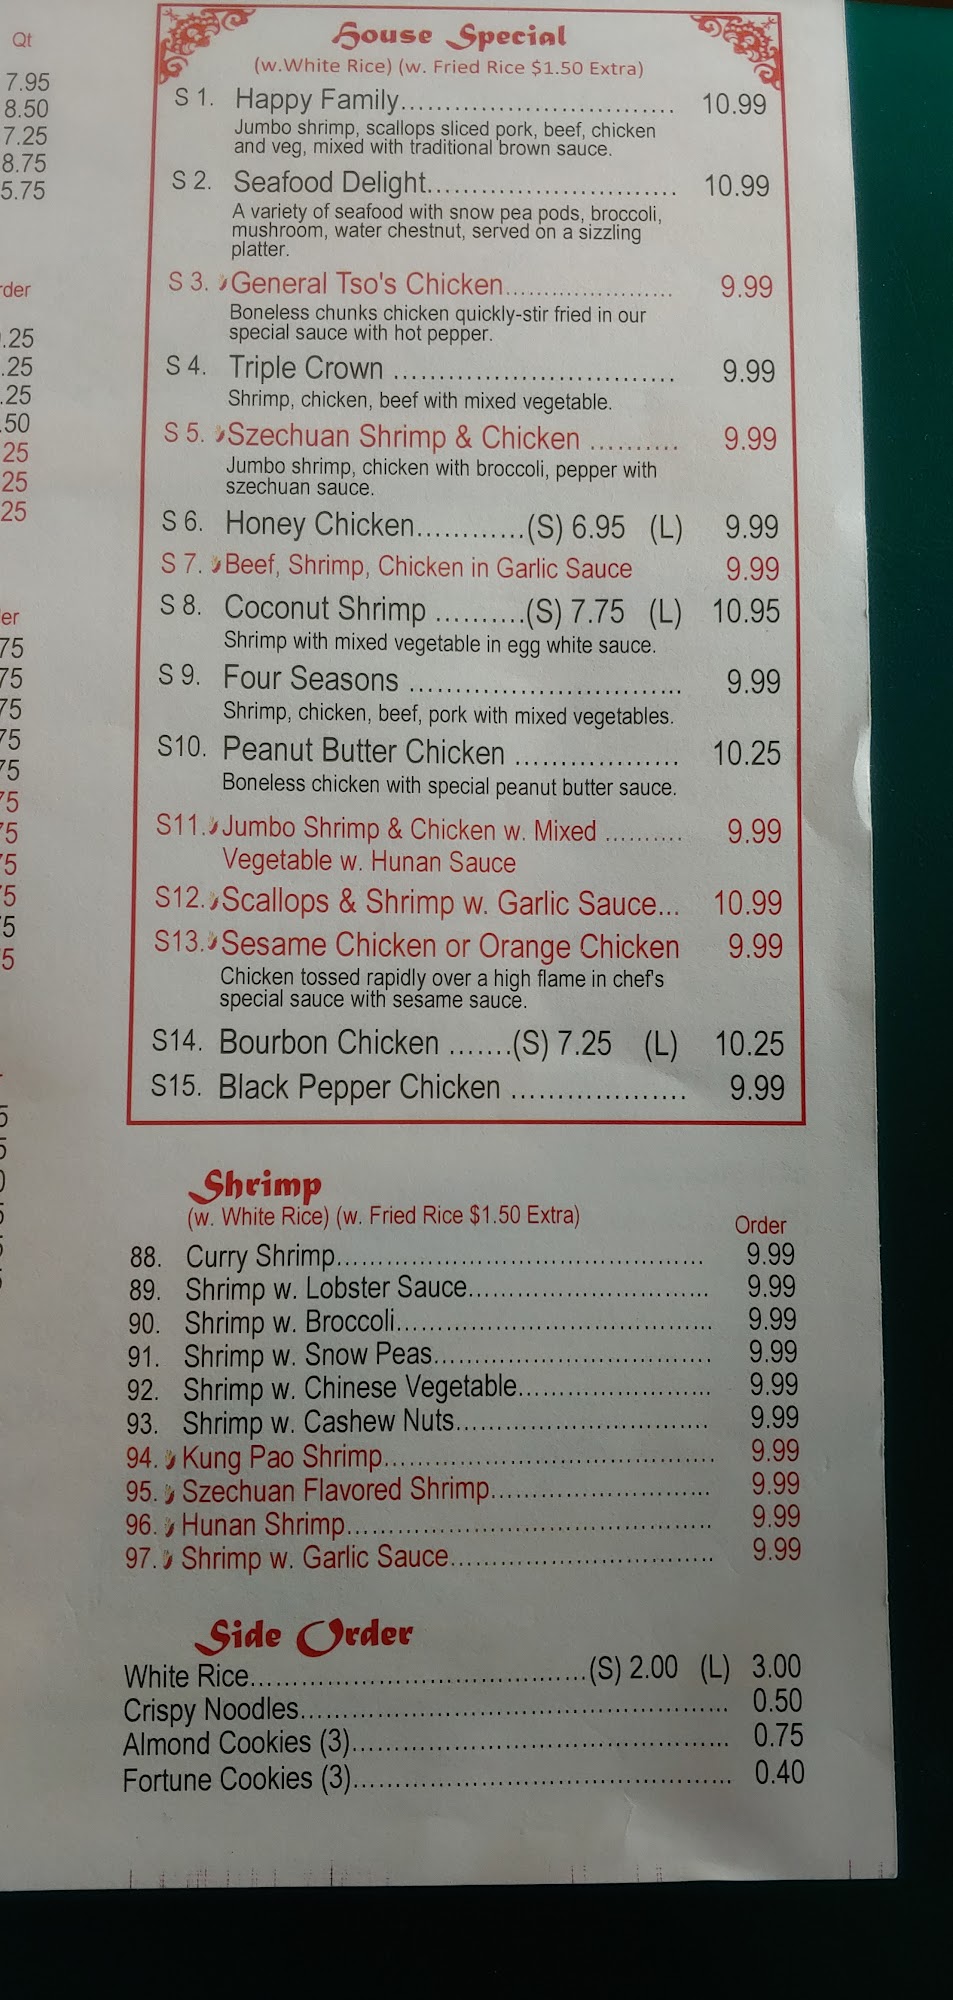 Qt
7.95
8.50
7.25
8.75
5.75
rder
.25
.25
.25
.50
25
25
25
er
75
75
75
75
75
75
75
75
75
75
75
House Special
(w.White Rice) (w. Fried Rice $1.50 Extra)
S 1. Happy Family.............................. 10.99
Jumbo shrimp, scallops sliced pork, beef, chicken
and veg, mixed with traditional brown sauce.
S 2. Seafood Delight........................... 10.99
A variety of seafood with snow pea pods, broccoli,
mushroom, water chestnut, served on a sizzling
platter.
S 3. General Tso's Chicken..................... 9.99
Boneless chunks chicken quickly-stir fried in our
special sauce with hot pepper.
S 4. Triple Crown .............................. 9.99
Shrimp, chicken, beef with mixed vegetable.
S 5. Szechuan Shrimp & Chicken .......... 9.99
Jumbo shrimp, chicken with broccoli, pepper with
szechuan sauce.
S 6. Honey Chicken............(S) 6.95 (L) 9.99
S 7. Beef, Shrimp, Chicken in Garlic Sauce 9.99
S 8. Coconut Shrimp ..........(S) 7.75 (L) 10.95
Shrimp with mixed vegetable in egg white sauce.
S 9. Four Seasons ............................. 9.99
Shrimp, chicken, beef, pork with mixed vegetables.
S10. Peanut Butter Chicken .................. 10.25
Boneless chicken with special peanut butter sauce.
S11. Jumbo Shrimp & Chicken w. Mixed .......... 9.99
Vegetable w. Hunan Sauce
S12. Scallops & Shrimp w. Garlic Sauce... 10.99
S13. Sesame Chicken or Orange Chicken 9.99
Chicken tossed rapidly over a high flame in chef's
special sauce with sesame sauce.
S14. Bourbon Chicken .......(S) 7.25 (L) 10.25
S15. Black Pepper Chicken ................... 9.99
Shrimp
(w. White Rice) (w. Fried Rice $1.50 Extra)
Order
88. Curry Shrimp................................................ 9.99
89. Shrimp w. Lobster Sauce............................... 9.99
90. Shrimp w. Broccoli......................................... 9.99
91. Shrimp w. Snow Peas.................................... 9.99
92. Shrimp w. Chinese Vegetable........................ 9.99
93. Shrimp w. Cashew Nuts................................ 9.99
94. Kung Pao Shrimp........................................... 9.99
95. Szechuan Flavored Shrimp............................ 9.99
96. Hunan Shrimp................................................ 9.99
97. Shrimp w. Garlic Sauce.................................. 9.99
Side Order
White Rice........................................(S) 2.00 (L) 3.00
Crispy Noodles..................................................... 0.50
Almond Cookies (3)............................................... 0.75
Fortune Cookies (3)............................................... 0.40